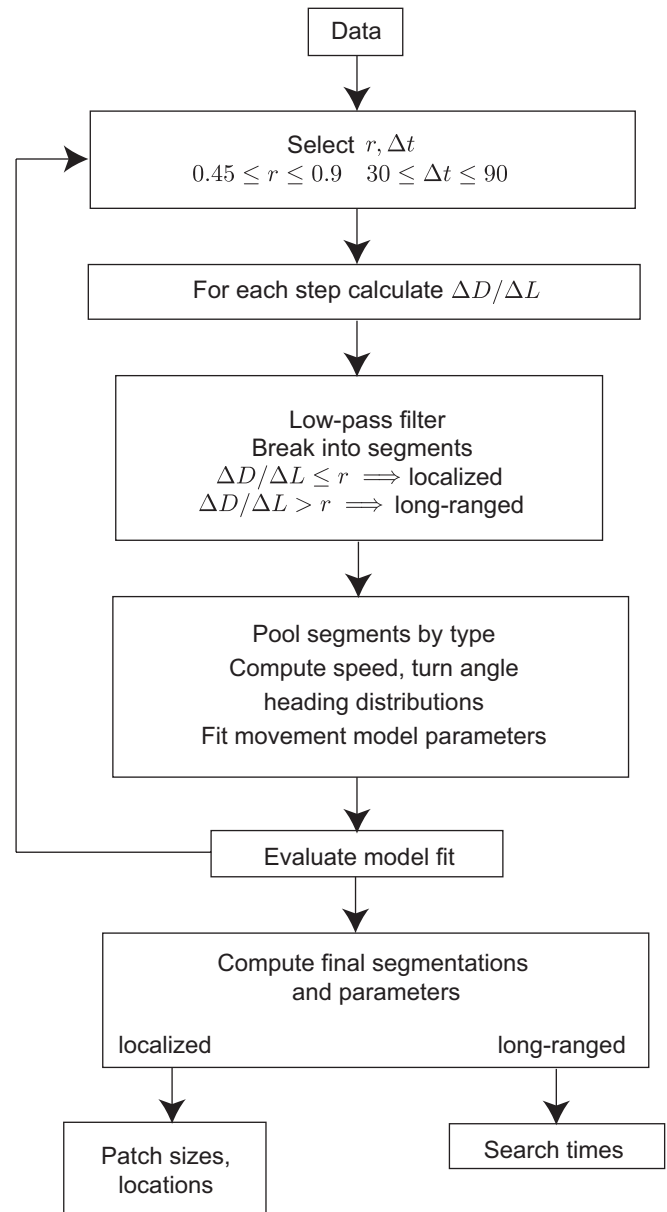 Data
Select r, Δt
0.45 ≤ r ≤ 0.9 30 ≤ Δt ≤ 90
For each step calculate ΔD/ΔL
Low-pass filter
Break into segments
ΔD/ΔL ≤ r ⟹ localized
ΔD/ΔL > r ⟹ long-ranged
Pool segments by type
Compute speed, turn angle
heading distributions
Fit movement model parameters
Evaluate model fit
Compute final segmentations
and parameters
localized long-ranged
Patch sizes,
locations
Search times